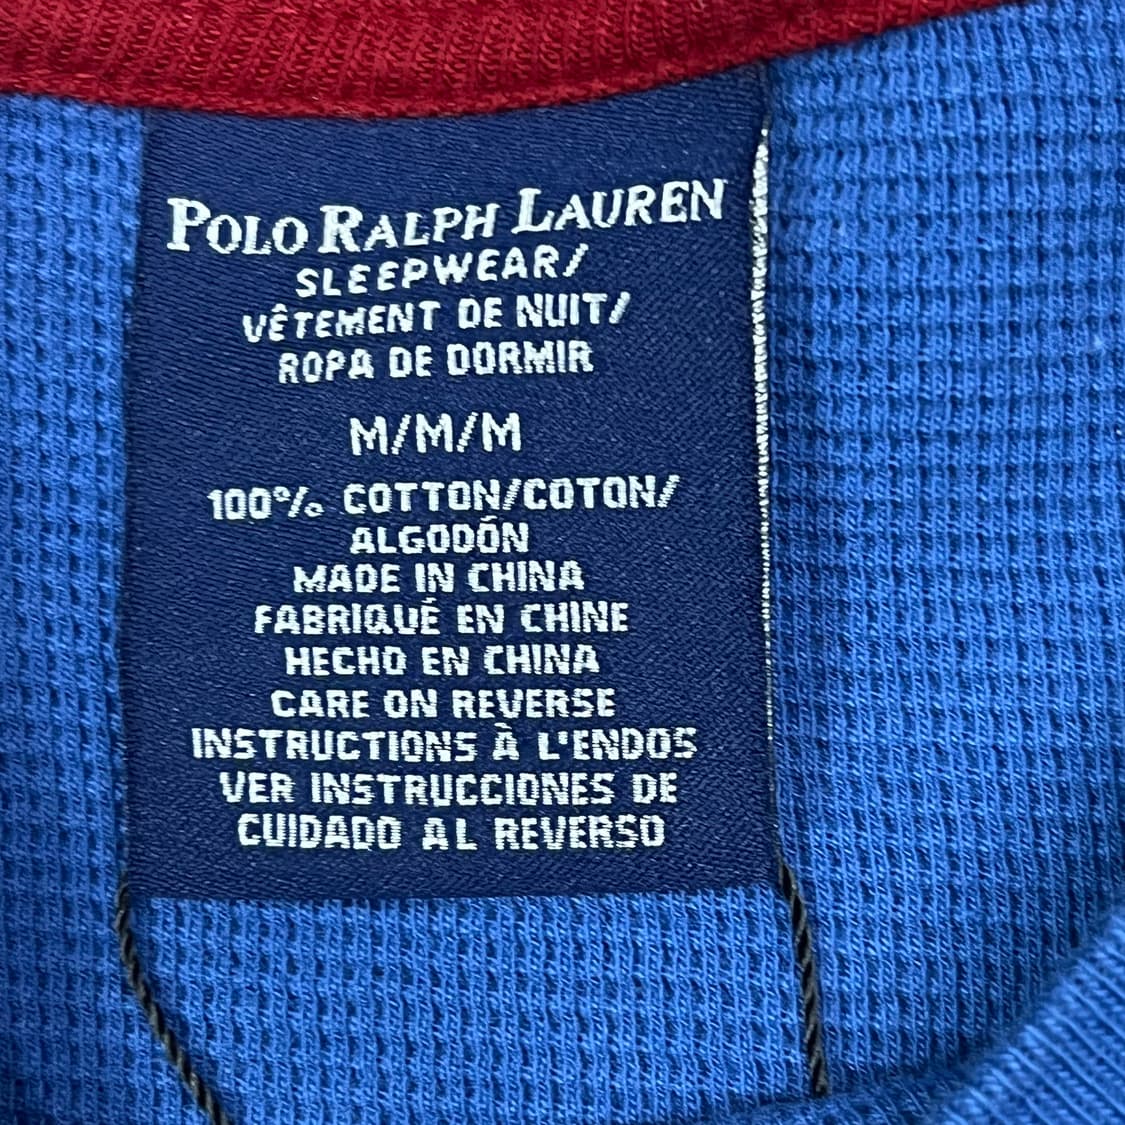 POLO RALPH LAUREN
SLEEPWEAR/
VÊTEMENT DE NUIT/
ROPA DE DORMIR
M/M/M
100% COTTON/COTON/
ALGODÓN
MADE IN CHINA
FABRIQUÉ EN CHINE
HECHO EN CHINA
CARE ON REVERSE
INSTRUCTIONS À L'ENDOS
VER INSTRUCCIONES DE
CUIDADO AL REVERSO